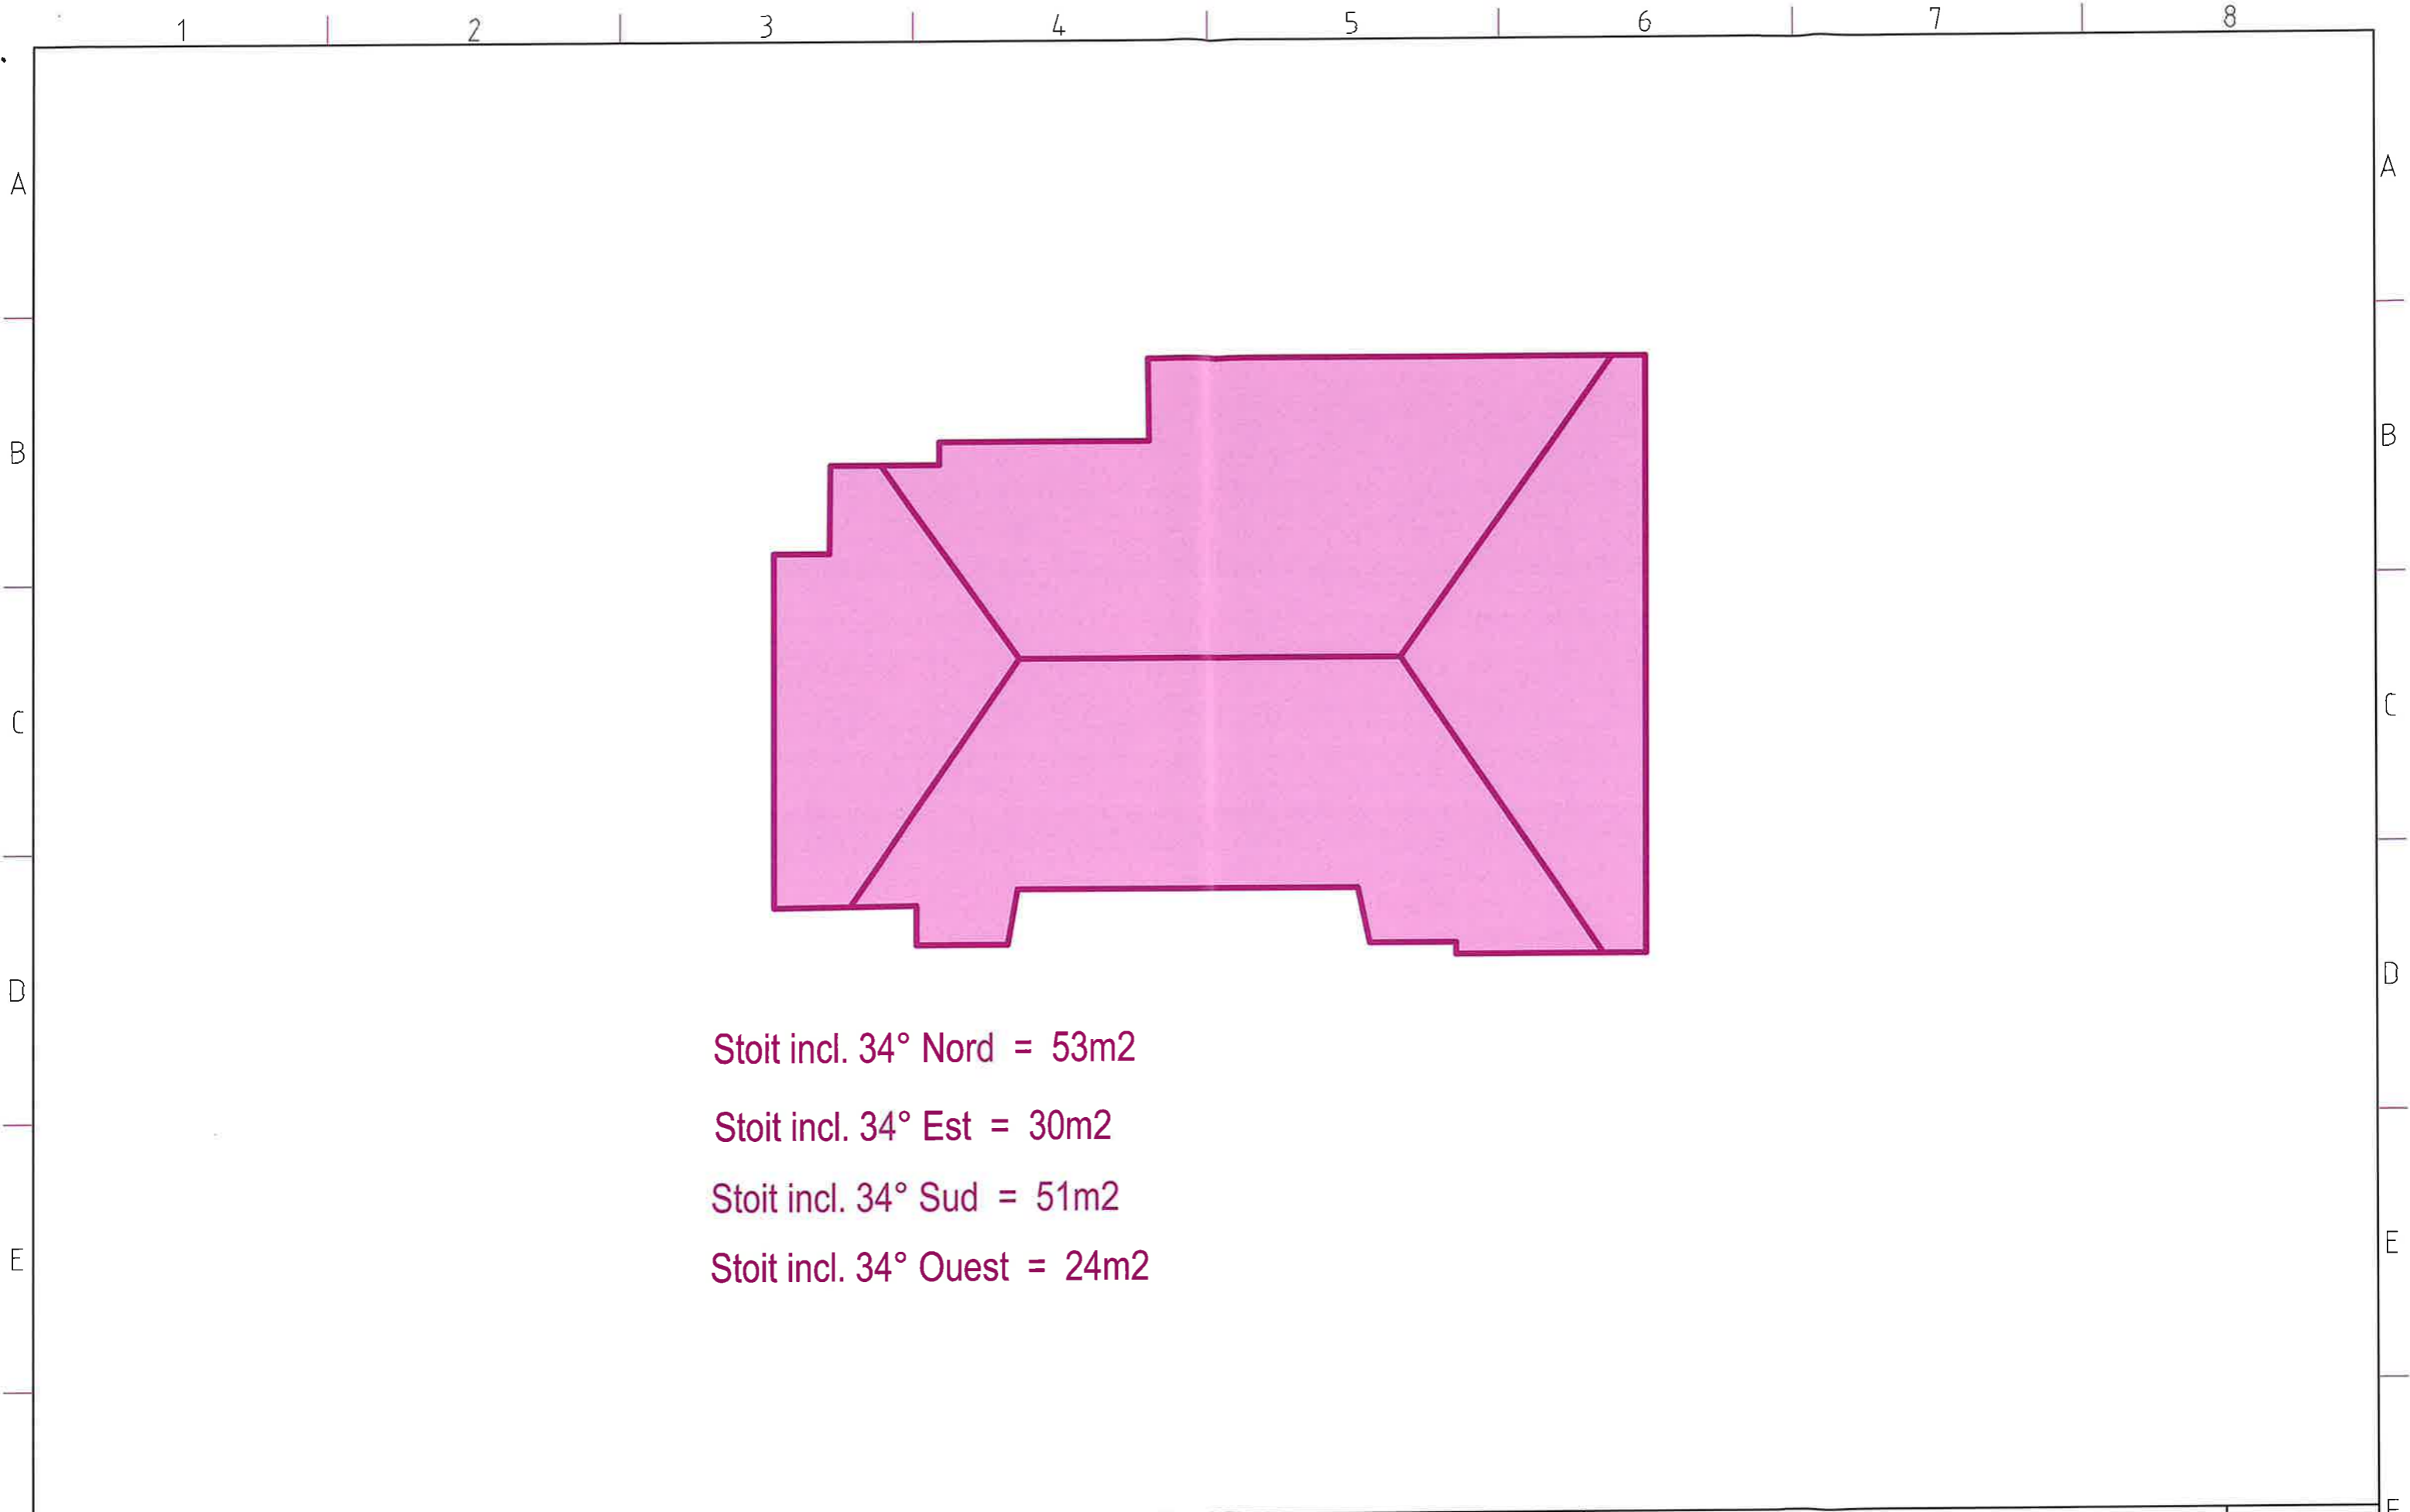 1 2 3 4 5 6 7 8
A A
B B
C C
D D
Stoit incl. 34° Nord = 53m2
Stoit incl. 34° Est = 30m2
Stoit incl. 34° Sud = 51m2
E E
Stoit incl. 34° Ouest = 24m2